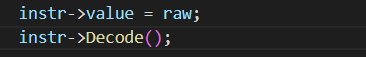 instr->value = raw;
instr->Decode();